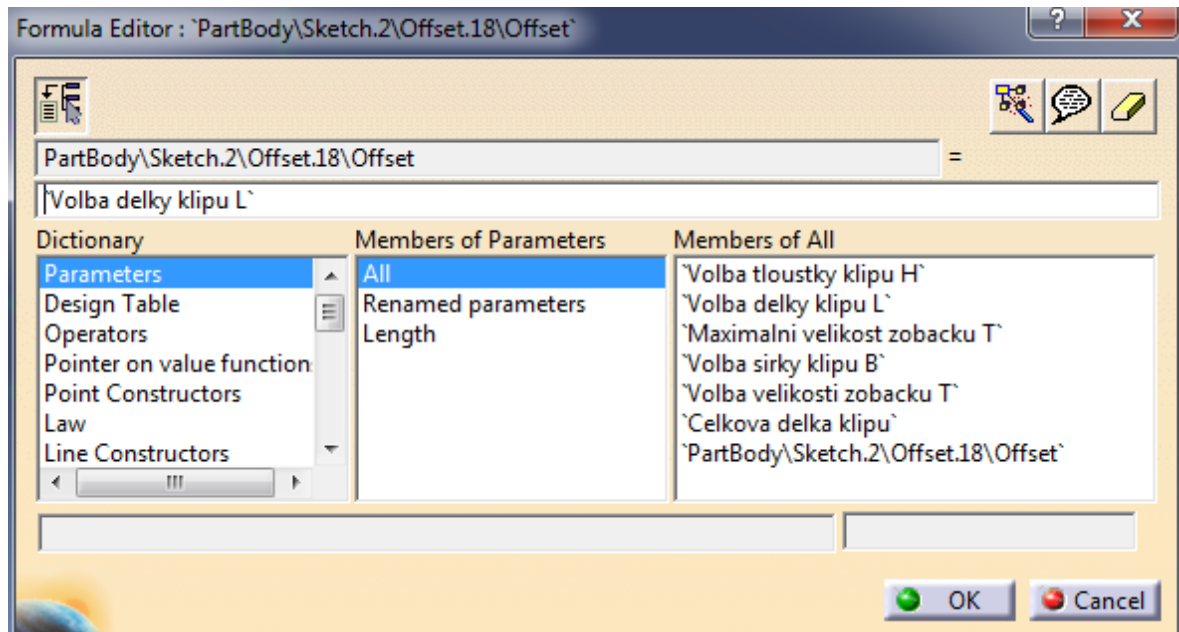 Formula Editor : `PartBody\Sketch.2\Offset.18\Offset`
?
X
PartBody\Sketch.2\Offset.18\Offset =
`Volba delky klipu L`
Dictionary
Parameters
Design Table
Operators
Pointer on value function
Point Constructors
Law
Line Constructors
Members of Parameters
All
Renamed parameters
Length
Members of All
`Volba tloustky klipu H`
`Volba delky klipu L`
`Maximalni velikost zobacku T`
`Volba sirky klipu B`
`Volba velikosti zobacku T`
`Celkova delka klipu`
`PartBody\Sketch.2\Offset.18\Offset`
OK
Cancel